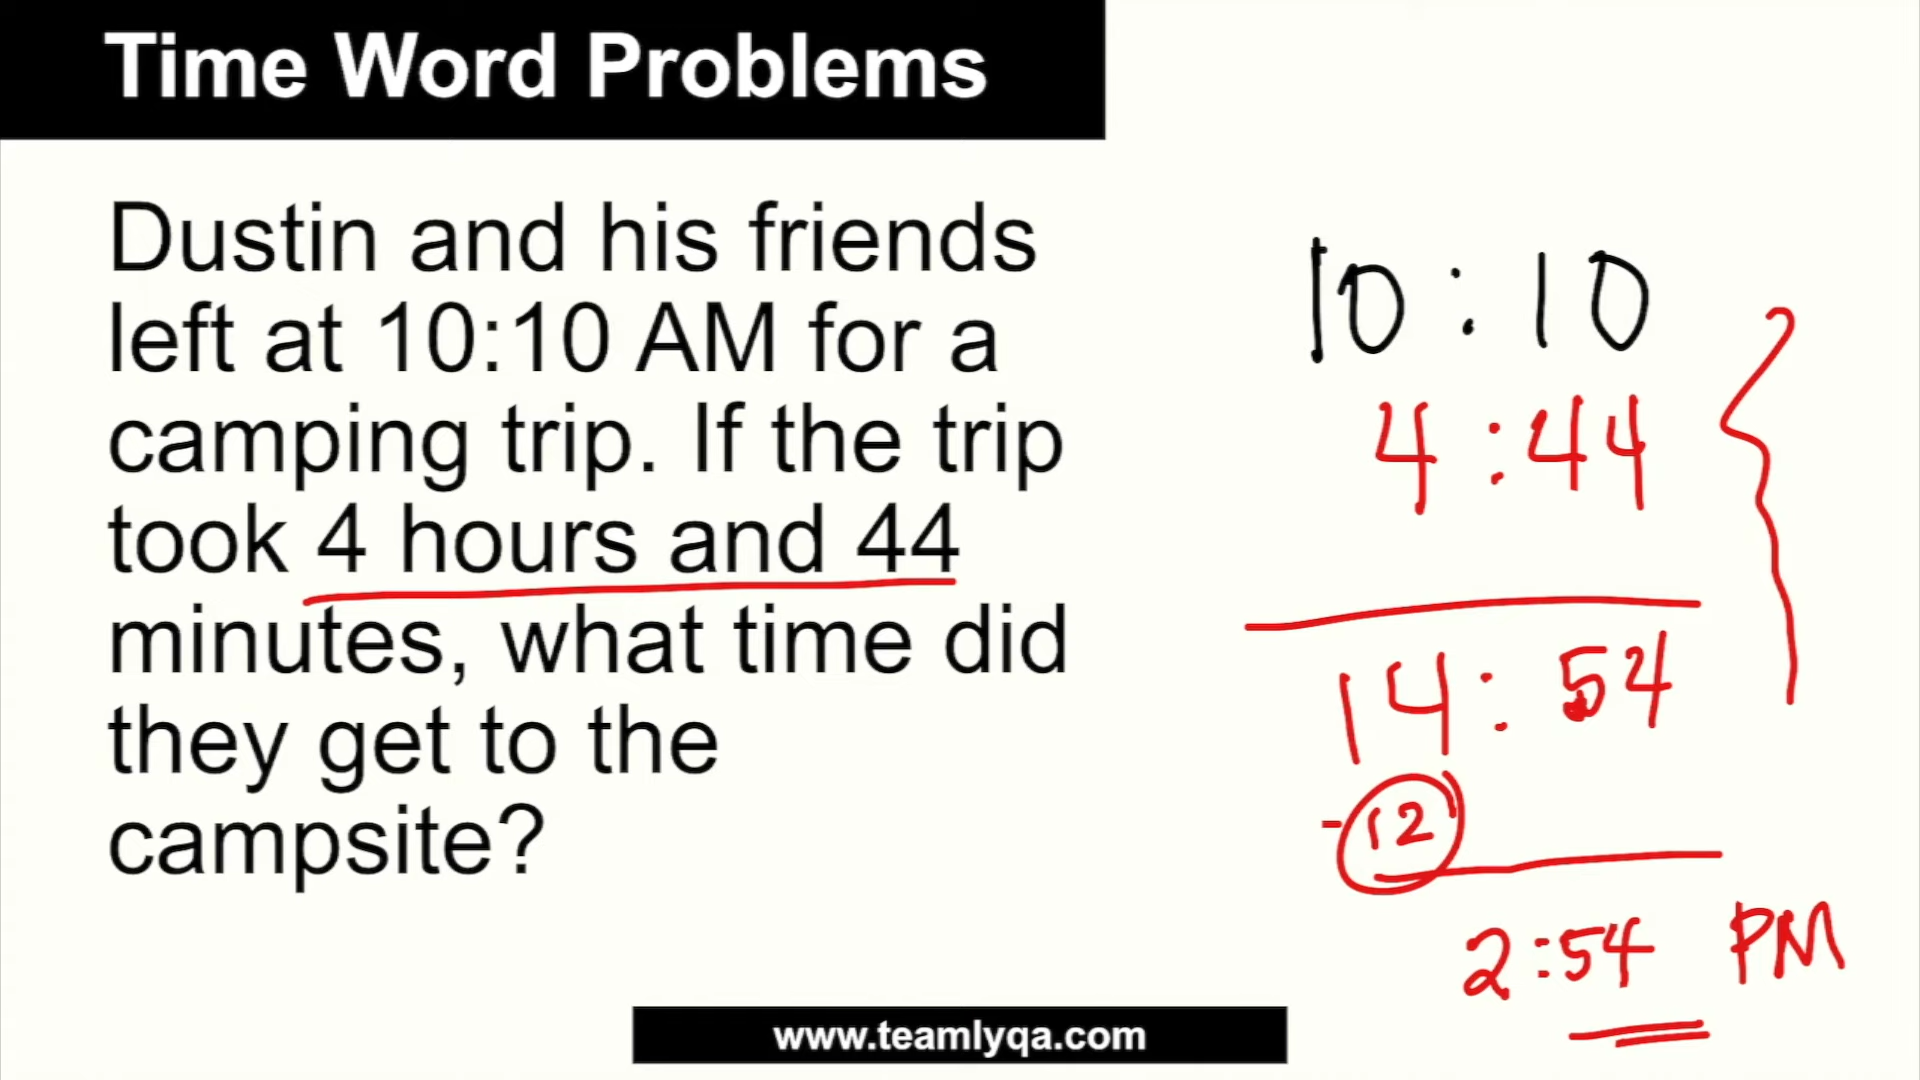 Time Word Problems
Dustin and his friends
left at 10:10 AM for a
camping trip. If the trip
took 4 hours and 44
minutes, what time did
they get to the
campsite?
10:10
4:44
14:54
-12
2:54 PM
www.teamlyqa.com